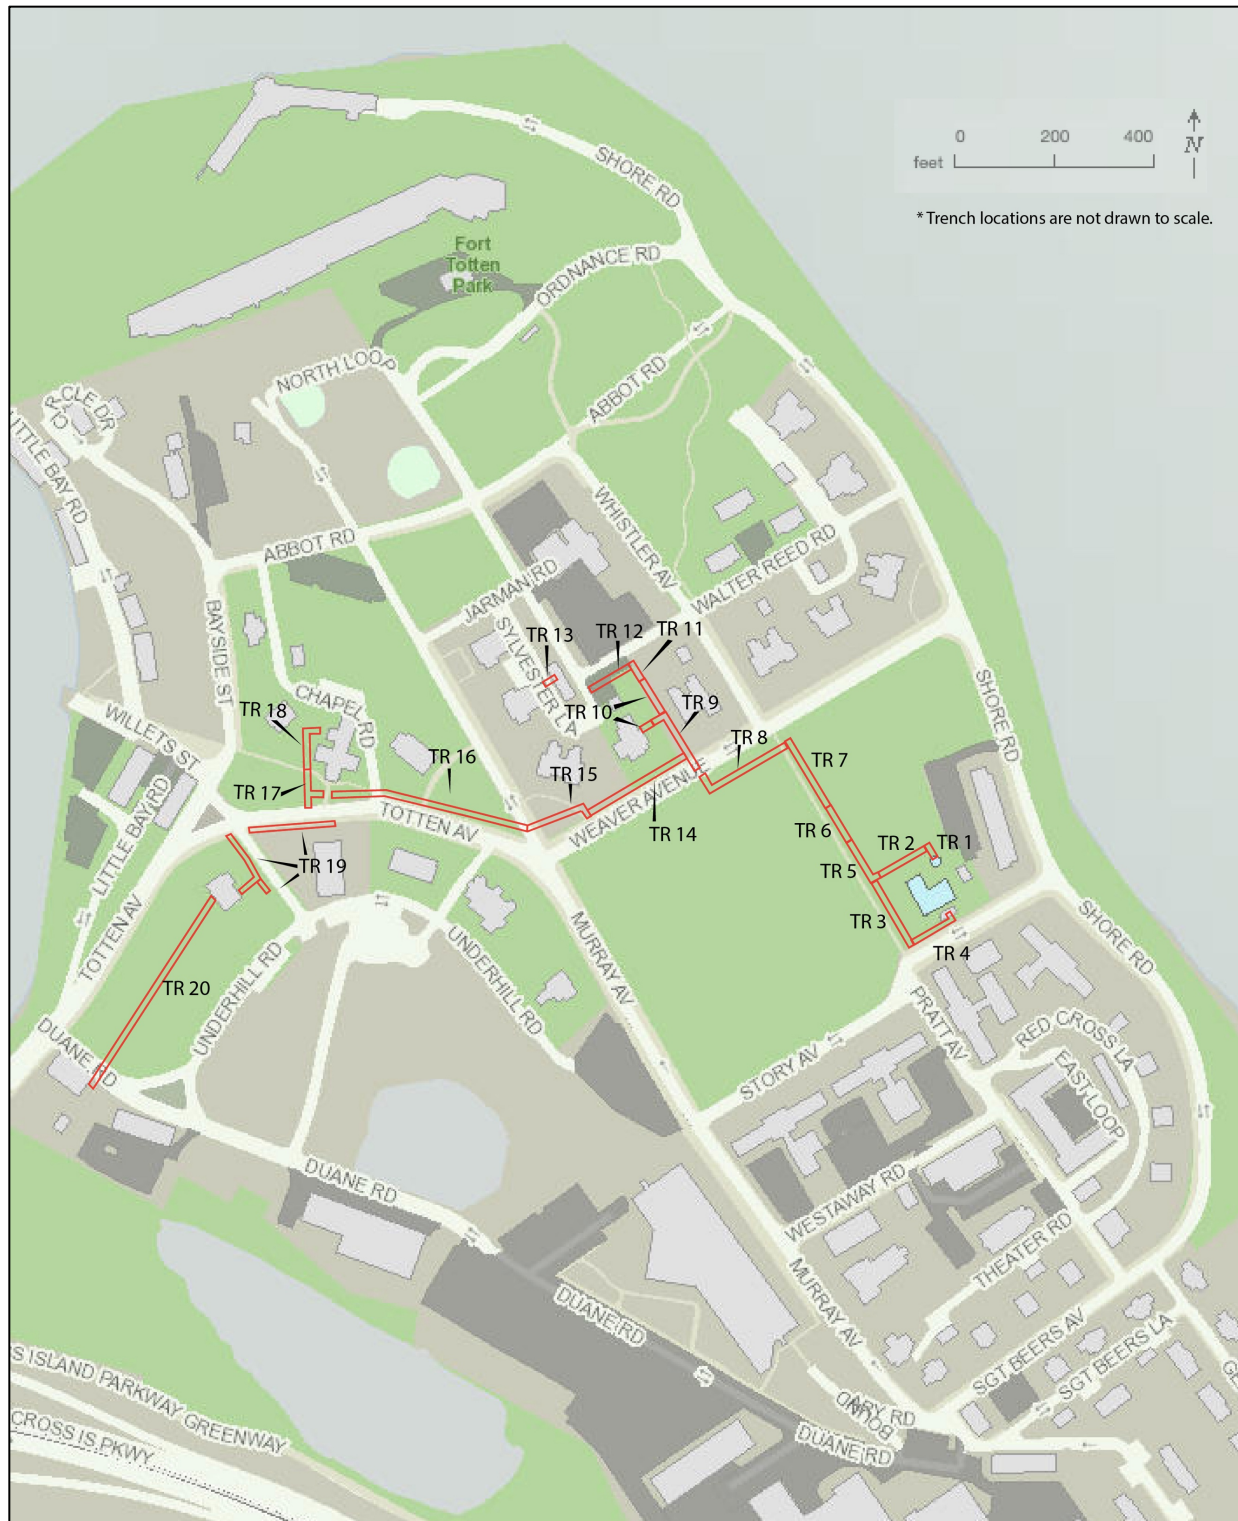 0 200 400
feet
N
* Trench locations are not drawn to scale.
SHORE RD
Fort
Totten
Park
ORDNANCE RD
NORTH LOOP
ABBOT RD
CIRCLE DR
LITTLE BAY RD
WHISTLER AV
ABBOT RD
WALTER REED RD
JARMAN RD
BAYSIDE ST
SYLVESTER LA
TR 13
TR 12
TR 11
SHORE RD
CHAPEL RD
TR 18
WILLETS ST
TR 10
TR 9
TR 16
TR 8
TR 7
TR 15
WEAVER AVENUE
TR 17
TOTTEN AV
TR 14
TR 6
TR 2
TR 1
LITTLE BAY RD
TR 19
TR 5
TR 3
TR 4
TOTTEN AV
MURRAY AV
SHORE RD
UNDERHILL RD
UNDERHILL RD
TR 20
PRATT AV
RED CROSS LA
DUANE RD
STORY AV
EAST LOOP
DUANE RD
WESTAWAY RD
THEATER RD
MURRAY AV
DUANE RD
SGT BEERS AV
SGT BEERS LA
S ISLAND PARKWAY GREENWAY
CROSS IS PKWY
BOUND
ARY RD
DUANE RD